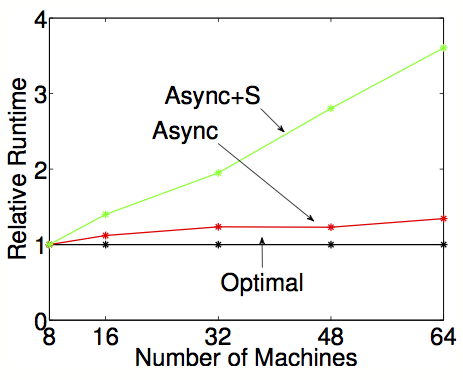 4
3
2
1
0
Relative Runtime
Async+S
Async
Optimal
8 16 32 48 64
Number of Machines